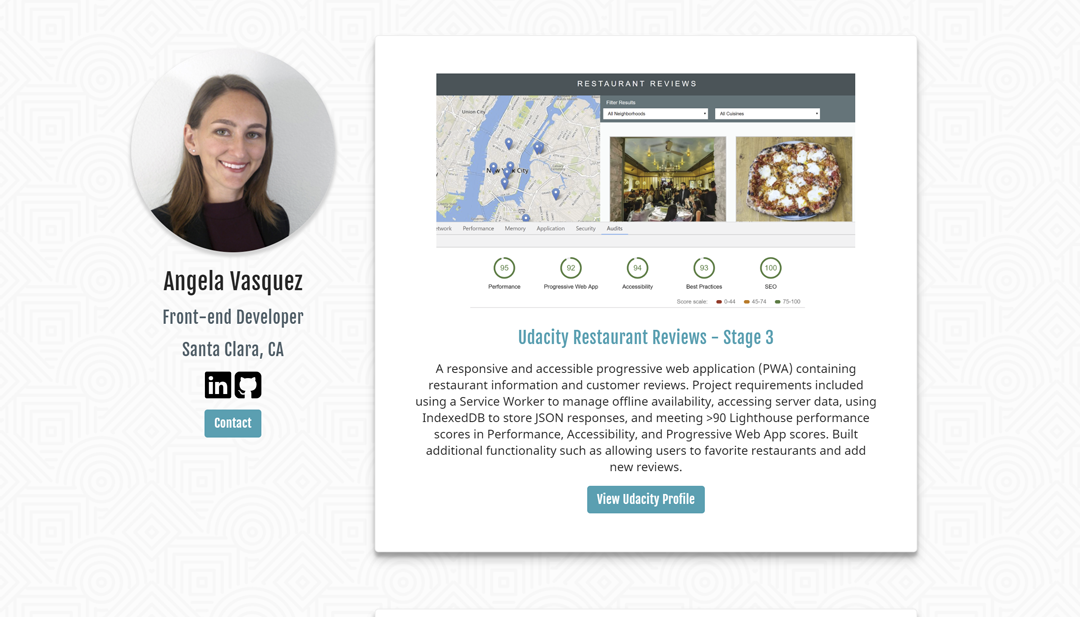 Angela Vasquez
Front-end Developer
Santa Clara, CA
in
Contact
RESTAURANT REVIEWS
Filter Results
All Neighborhoods
All Cuisines
Union City
New York City
twork Performance Memory Application Security Audits
95 92 94 93 100
Performance Progressive Web App Accessibility Best Practices SEO
Score scale: 0-44 45-74 75-100
Udacity Restaurant Reviews - Stage 3
A responsive and accessible progressive web application (PWA) containing
restaurant information and customer reviews. Project requirements included
using a Service Worker to manage offline availability, accessing server data, using
IndexedDB to store JSON responses, and meeting >90 Lighthouse performance
scores in Performance, Accessibility, and Progressive Web App scores. Built
additional functionality such as allowing users to favorite restaurants and add
new reviews.
View Udacity Profile